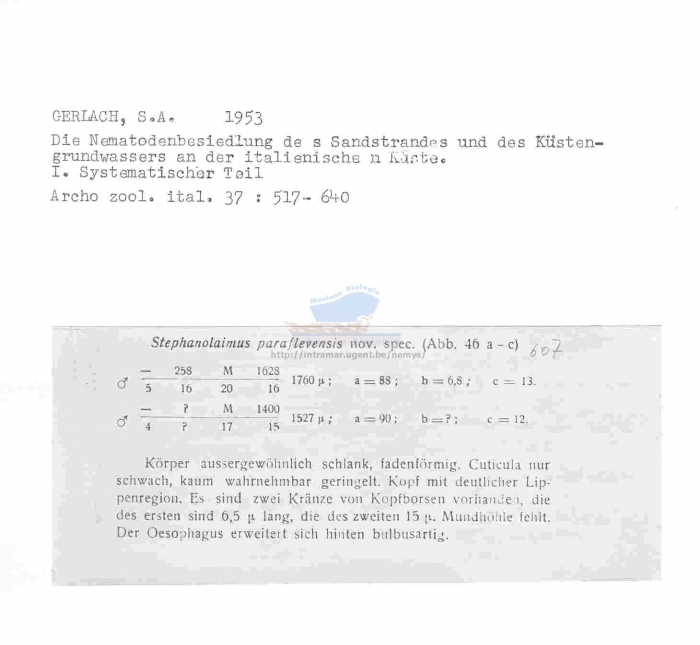 GERLACH, S.A. 1953
Die Nematodenbesiedlung de s Sandstrandes und des Küsten-
grundwassers an der italienische n Küste.
I. Systematischer Teil
Archo zool. ital. 37 : 517- 640
Marine Biologie
Stephanolaimus paraflevensis nov. spec. (Abb. 46 a - c) 607
http://intramar.ugent.be/nemys/
— 258 M 1628
♂ 1760 µ ; a = 88 ; b = 6,8 ; c = 13.
5 16 20 16
— ? M 1400
♂ 1527 µ ; a = 90 ; b = ? ; c = 12.
4 ? 17 15
Körper aussergewöhnlich schlank, fadenförmig. Cuticula nur
schwach, kaum wahrnehmbar geringelt. Kopf mit deutlicher Lip-
penregion. Es sind zwei Kränze von Kopfborsen vorhanden, die
des ersten sind 6,5 µ lang, die des zweiten 15 µ. Mundhöhle fehlt.
Der Oesophagus erweitert sich hinten bulbusartig.